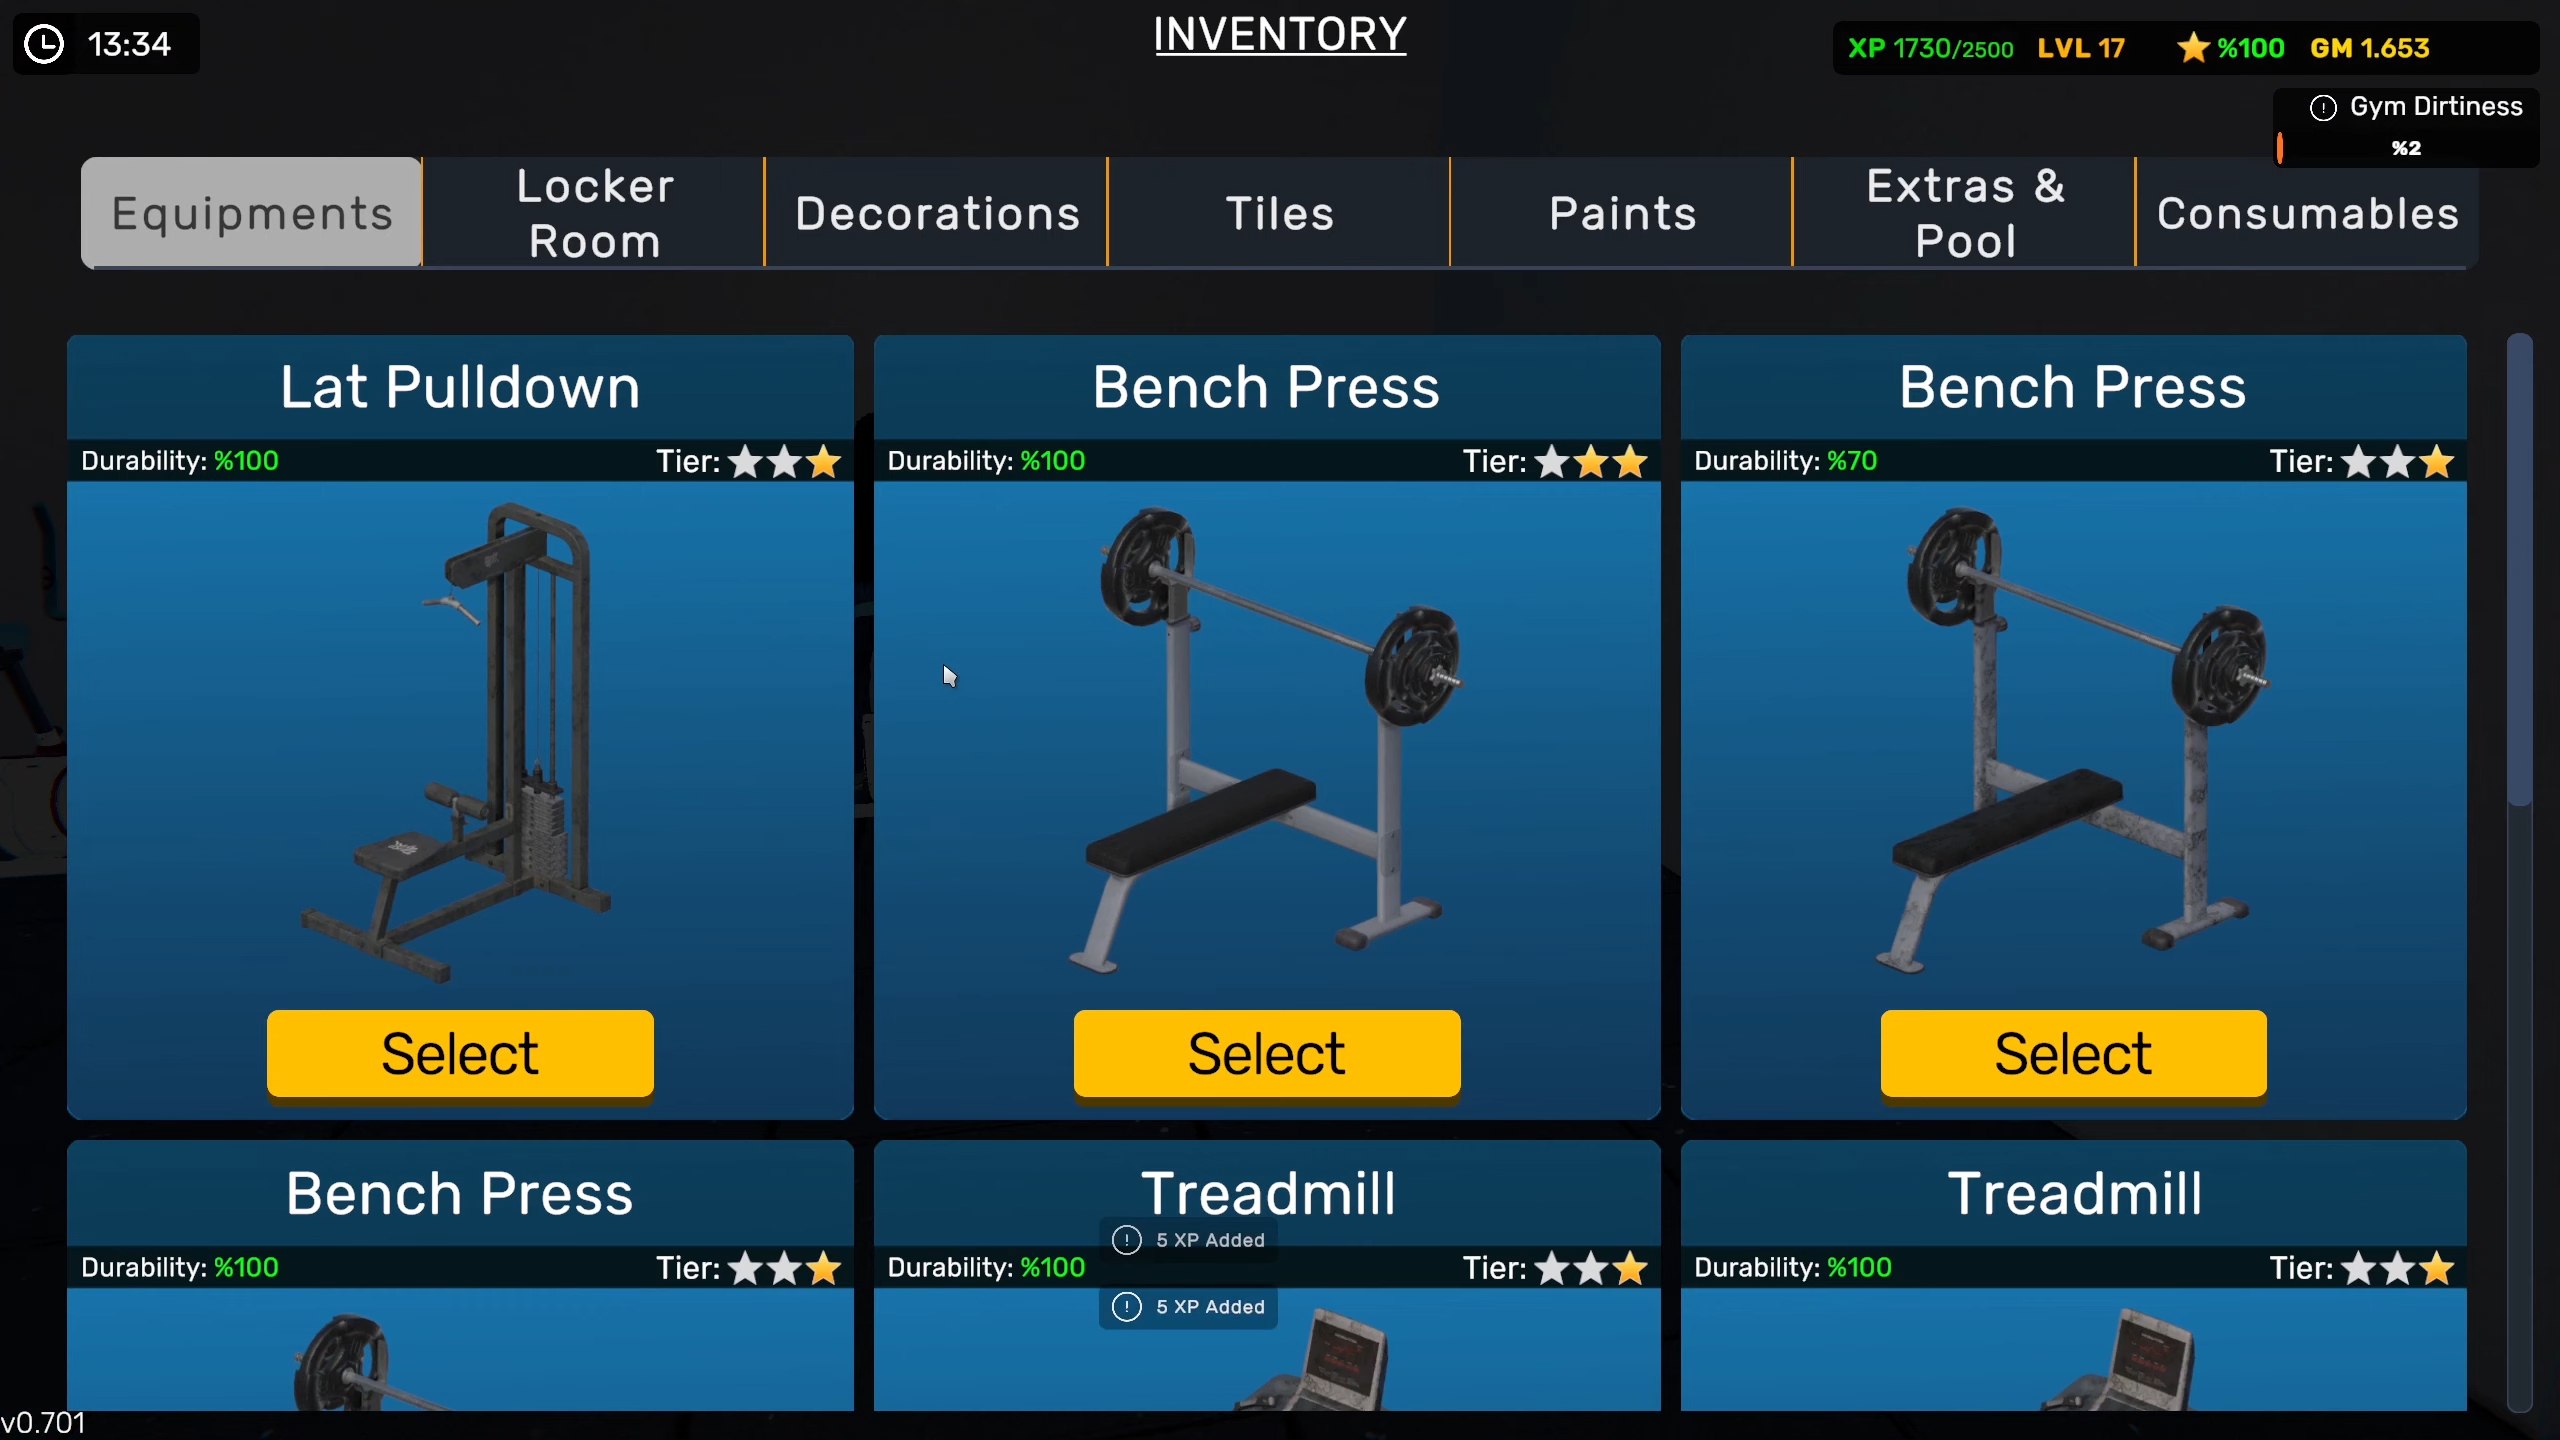 13:34
INVENTORY
XP 1730/2500 LVL 17 %100 GM 1.653
Gym Dirtiness
%2
Equipments
Locker
Room
Decorations
Tiles
Paints
Extras &
Pool
Consumables
Lat Pulldown
Durability: %100 Tier:
Select
Bench Press
Durability: %100 Tier:
Select
Bench Press
Durability: %70 Tier:
Select
Bench Press
Durability: %100 Tier:
Treadmill
Durability: %100 Tier:
Treadmill
Durability: %100 Tier:
5 XP Added
5 XP Added
v0.701